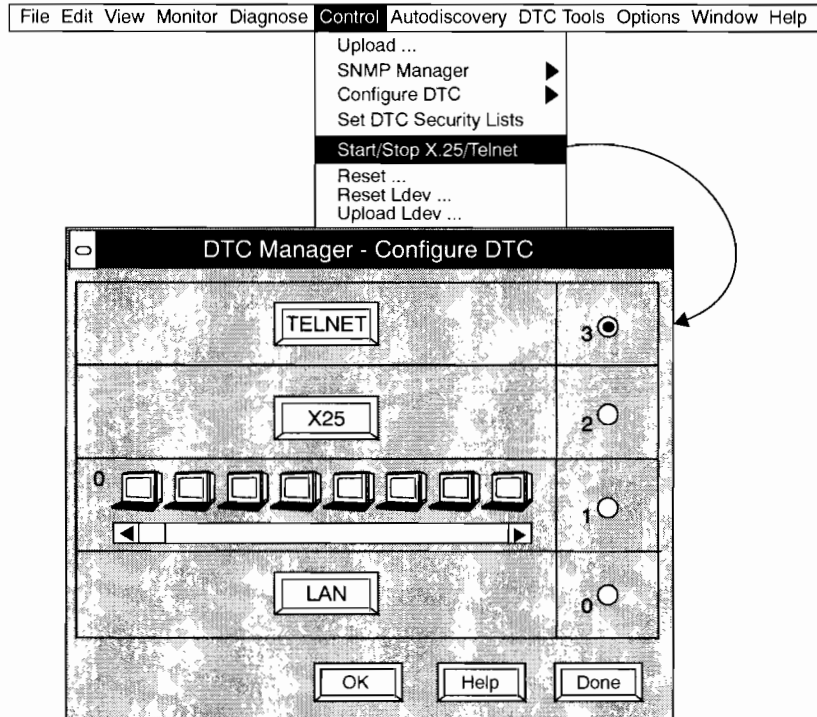 File Edit View Monitor Diagnose Control Autodiscovery DTC Tools Options Window Help
Upload ...
SNMP Manager
Configure DTC
Set DTC Security Lists
Start/Stop X.25/Telnet
Reset ...
Reset Ldev ...
Upload Ldev ...
DTC Manager - Configure DTC
TELNET 3
X25 2
0 1
LAN 0
OK Help Done